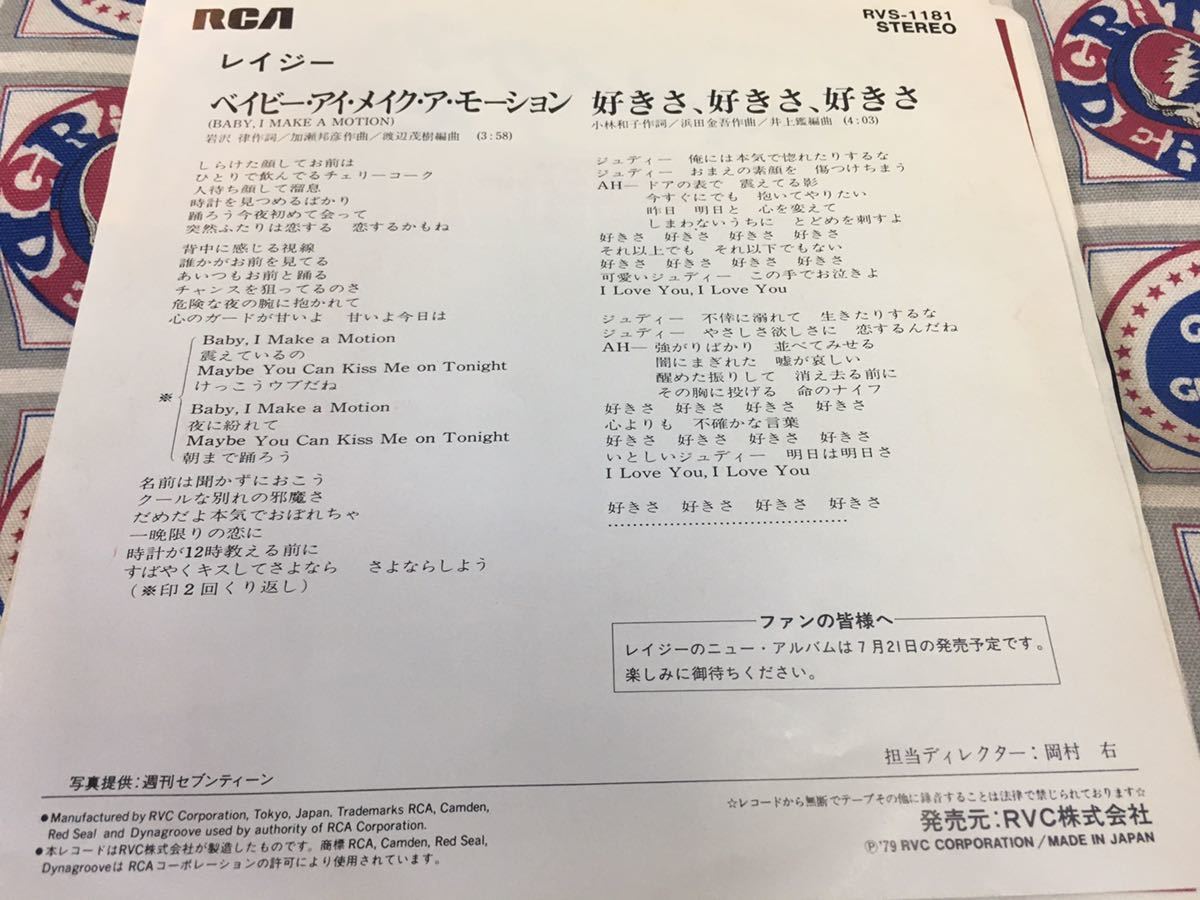 RCA
RVS-1181
STEREO
レイジー
ベイビー・アイ・メイク・ア・モーション
(BABY, I MAKE A MOTION)
岩沢 律作詞／加瀬邦彦作曲／渡辺茂樹編曲 (3:58)
しらけた顔してお前は
ひとりで飲んでるチェリーコーク
人待ち顔して溜息
時計を見つめるばかり
踊ろう今夜初めて会って
突然ふたりは恋する 恋するかもね
背中に感じる視線
誰かがお前を見てる
あいつもお前と踊る
チャンスを狙ってるのさ
危険な夜の腕に抱かれて
心のガードが甘いよ 甘いよ今日は
※
Baby, I Make a Motion
震えているの
Maybe You Can Kiss Me on Tonight
けっこうウブだね
Baby, I Make a Motion
夜に紛れて
Maybe You Can Kiss Me on Tonight
朝まで踊ろう
名前は聞かずにおこう
クールな別れの邪魔さ
だめだよ本気でおぼれちゃ
一晩限りの恋に
時計が12時教える前に
すばやくキスしてさよなら さよならしよう
(※印2回くり返し)
好きさ、好きさ、好きさ
小林和子作詞／浜田金吾作曲／井上鑑編曲 (4:03)
ジュディー 俺には本気で惚れたりするな
ジュディー おまえの素顔を 傷つけちまう
AH— ドアの表で 震えてる影
今すぐにでも 抱いてやりたい
昨日 明日と 心を変えて
しまわないうちに とどめを刺すよ
好きさ 好きさ 好きさ 好きさ
それ以上でも それ以下でもない
好きさ 好きさ 好きさ 好きさ
可愛いジュディー この手でお泣きよ
I Love You, I Love You
ジュディー 不倖に溺れて 生きたりするな
ジュディー やさしさ欲しさに 恋するんだね
AH— 強がりばかり 並べてみせる
闇にまぎれた 嘘が哀しい
醒めた振りして 消え去る前に
その胸に投げる 命のナイフ
好きさ 好きさ 好きさ 好きさ
心よりも 不確かな言葉
好きさ 好きさ 好きさ 好きさ
いとしいジュディー 明日は明日さ
I Love You, I Love You
好きさ 好きさ 好きさ 好きさ
……………………………
ファンの皆様へ
レイジーのニュー・アルバムは7月21日の発売予定です。
楽しみに御待ちください。
担当ディレクター：岡村 右
写真提供：週刊セブンティーン
●Manufactured by RVC Corporation, Tokyo, Japan. Trademarks RCA, Camden,
Red Seal and Dynagroove used by authority of RCA Corporation.
●本レコードはRVC株式会社が製造したものです。商標RCA, Camden, Red Seal,
DynagrooveはRCAコーポレーションの許可により使用されています。
☆レコードから無断でテープその他に録音することは法律で禁じられております☆
発売元：RVC株式会社
Ⓟ'79 RVC CORPORATION／MADE IN JAPAN